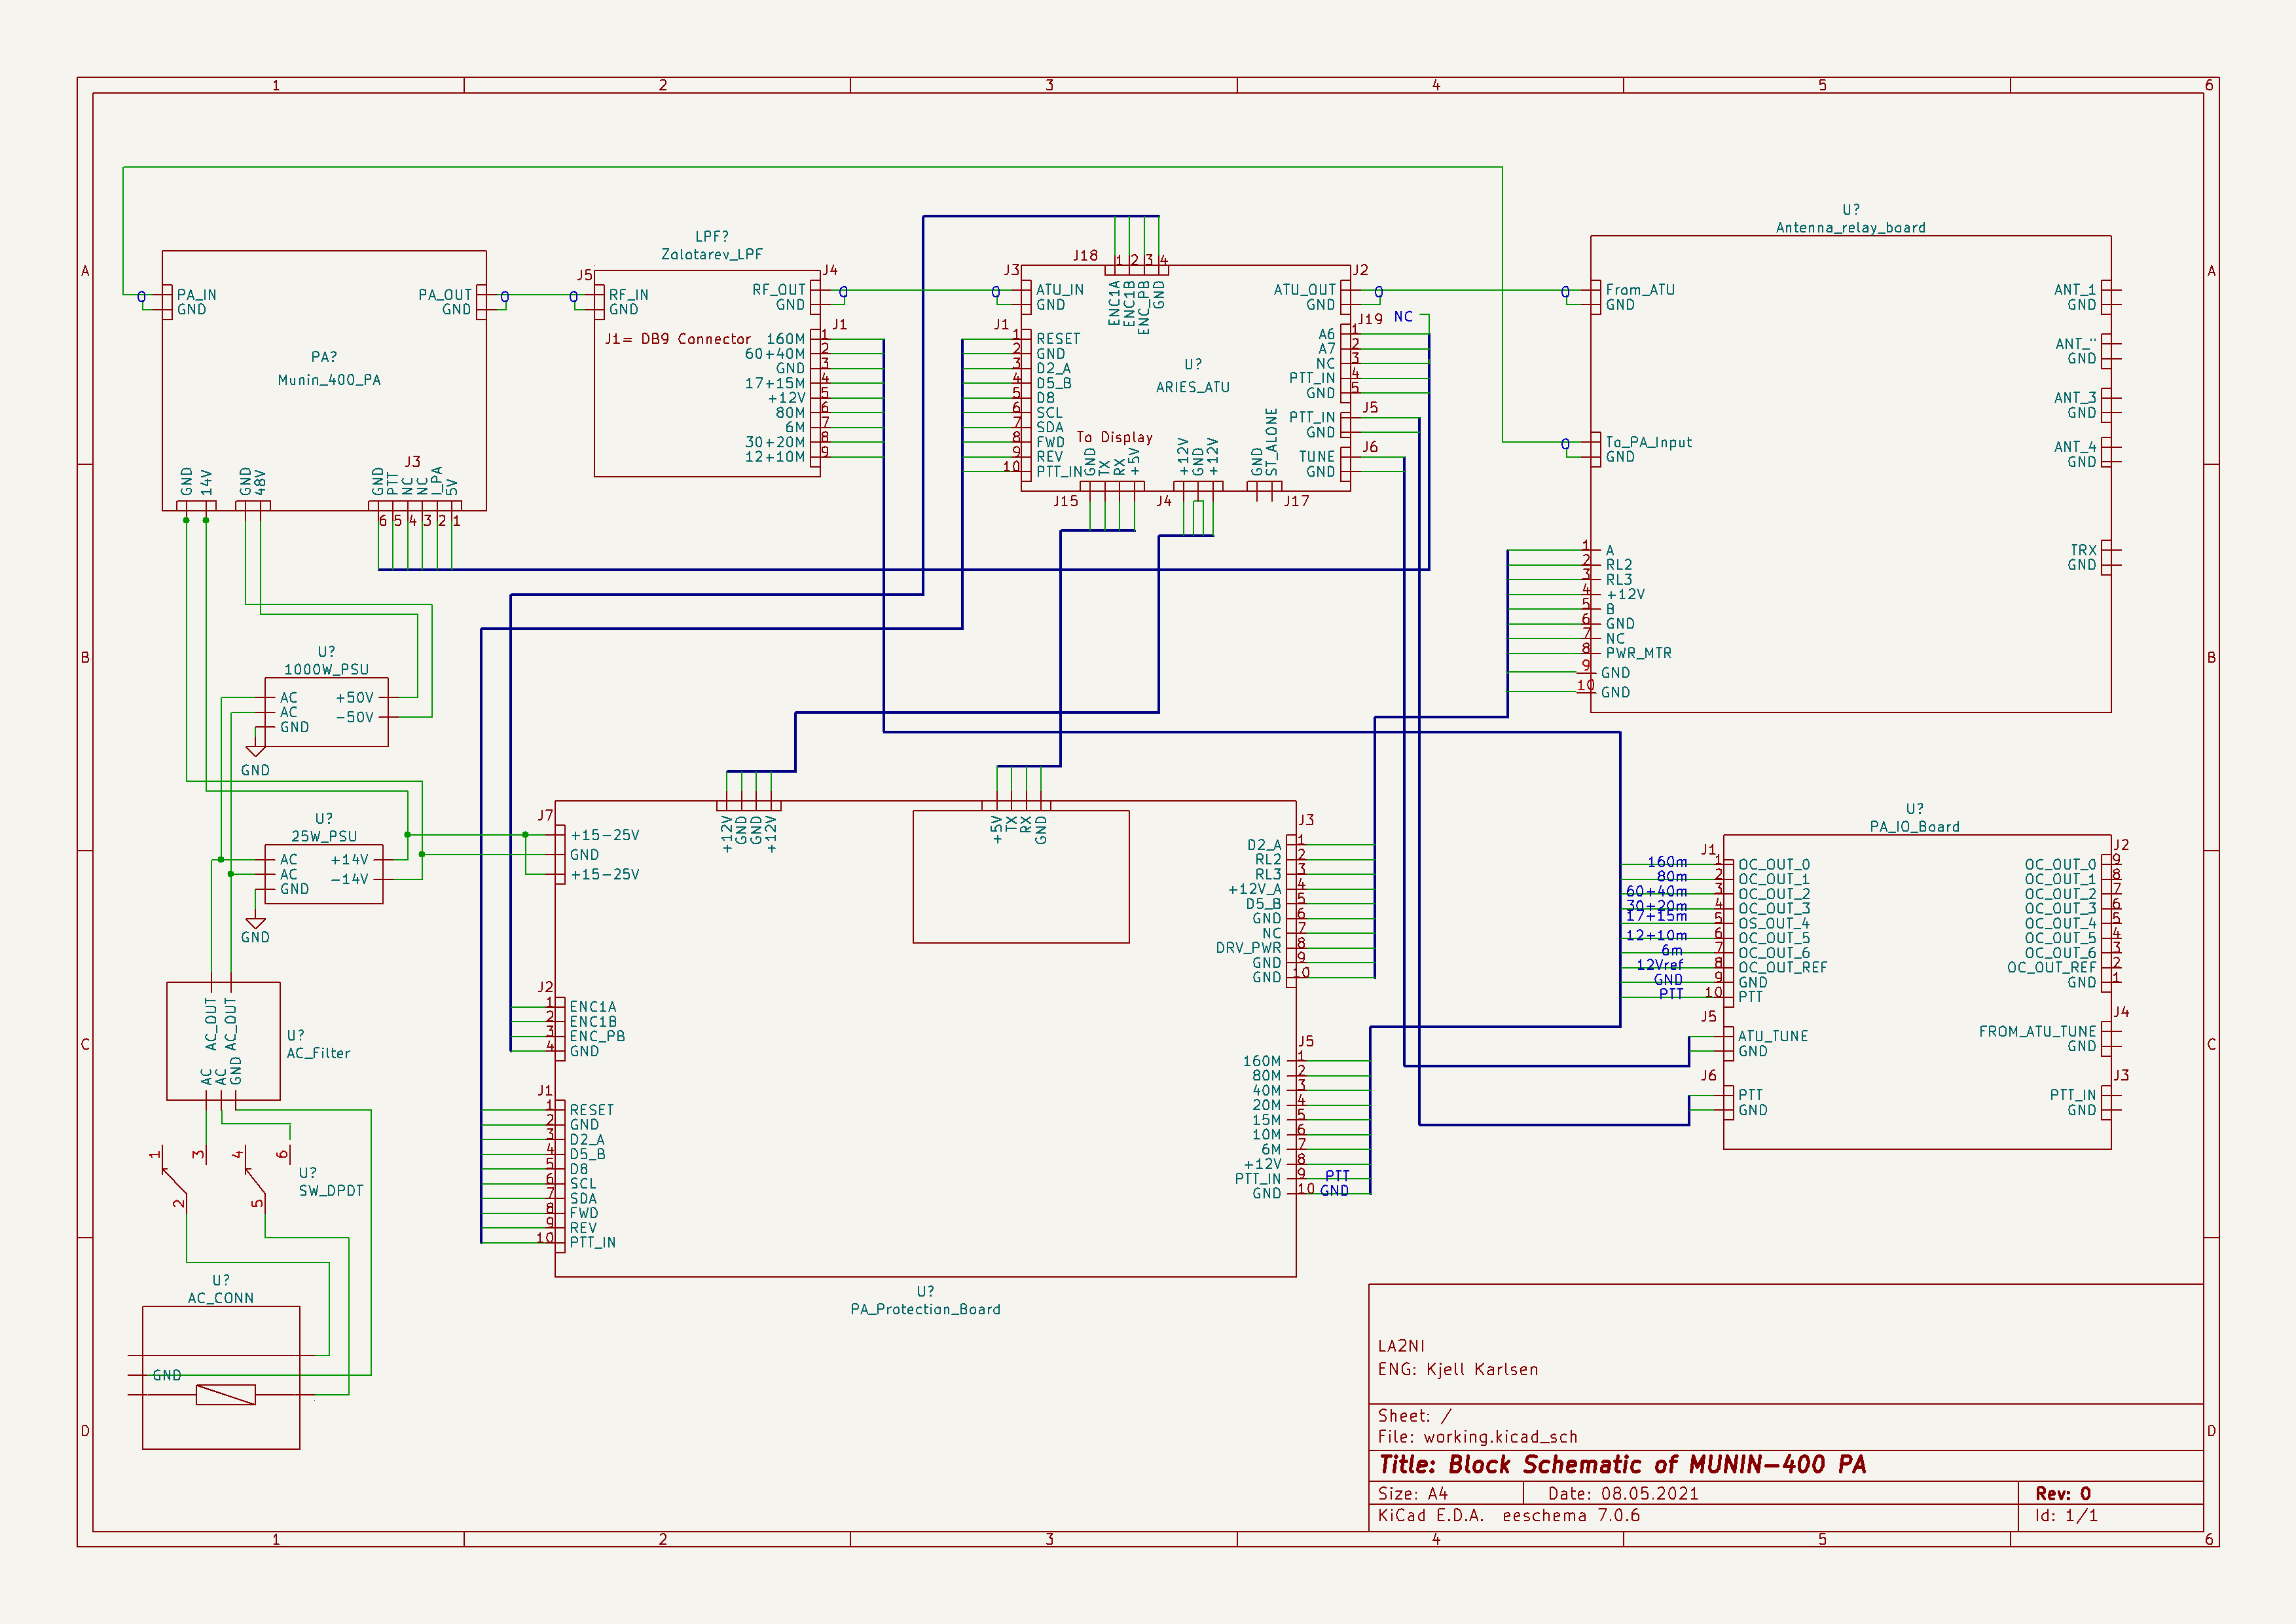 1 2 3 4 5 6
A
B
C
D
A
B
C
D
1 2 3 4 5 6
PA_IN
GND
PA_OUT
GND
PA?
Munin_400_PA
J3
GND
14V
GND
48V
GND
PTT
NC
NC
I_PA
5V
6 5 4 3 2 1
LPF?
Zolotarev_LPF
J5
RF_IN
GND
J4
RF_OUT
GND
J1= DB9 Connector
J1
160M 1
60+40M 2
GND 3
17+15M 4
+12V 5
80M 6
6M 7
30+20M 8
12+10M 9
J18
1 2 3 4
ENC1A
ENC1B
ENC_PB
GND
J3
ATU_IN
GND
J1
1 RESET
2 GND
3 D2_A
4 D5_B
5 D8
6 SCL
7 SDA
8 FWD
9 REV
10 PTT_IN
U?
ARIES_ATU
To Display
J15
GND
TX
RX
+5V
J4
+12V
GND
+12V
J17
GND
ST_ALONE
J2
ATU_OUT
GND
NC
J19
A6 1
A7 2
NC 3
PTT_IN 4
GND 5
J5
PTT_IN
GND
J6
TUNE
GND
U?
Antenna_relay_board
From_ATU
GND
To_PA_Input
GND
ANT_1
GND
ANT_"
GND
ANT_3
GND
ANT_4
GND
TRX
GND
1 A
2 RL2
3 RL3
4 +12V
5 B
6 GND
7 NC
8 PWR_MTR
9 GND
10 GND
U?
1000W_PSU
AC +50V
AC
-50V
GND
GND
U?
25W_PSU
AC +14V
AC
-14V
GND
GND
AC_OUT
AC_OUT
AC
AC
GND
U?
AC_Filter
1 3 4 6
2 5
U?
SW_DPDT
U?
AC_CONN
GND
J7
+15-25V
GND
+15-25V
+12V
GND
GND
+12V
+5V
TX
RX
GND
J2
1 ENC1A
2 ENC1B
3 ENC_PB
4 GND
J1
1 RESET
2 GND
3 D2_A
4 D5_B
5 D8
6 SCL
7 SDA
8 FWD
9 REV
10 PTT_IN
J3
D2_A 1
RL2 2
RL3 3
+12V_A 4
D5_B 5
GND 6
NC 7
DRV_PWR 8
GND 9
GND 10
J5
160M 1
80M 2
40M 3
20M 4
15M 5
10M 6
6M 7
+12V 8
PTT_IN 9 PTT
GND 10 GND
U?
PA_Protection_Board
U?
PA_IO_Board
J1
160m 1 OC_OUT_0
80m 2 OC_OUT_1
60+40m 3 OC_OUT_2
30+20m 4 OC_OUT_3
17+15m 5 OS_OUT_4
12+10m 6 OC_OUT_5
6m 7 OC_OUT_6
12Vref 8 OC_OUT_REF
GND 9 GND
PTT 10 PTT
J5
ATU_TUNE
GND
J6
PTT
GND
J2
OC_OUT_0 9
OC_OUT_1 8
OC_OUT_2 7
OC_OUT_3 6
OC_OUT_4 5
OC_OUT_5 4
OC_OUT_6 3
OC_OUT_REF 2
GND 1
J4
FROM_ATU_TUNE
GND
J3
PTT_IN
GND
LA2NI
ENG: Kjell Karlsen
Sheet: /
File: working.kicad_sch
Title: Block Schematic of MUNIN-400 PA
Size: A4 Date: 08.05.2021 Rev: 0
KiCad E.D.A. eeschema 7.0.6 Id: 1/1